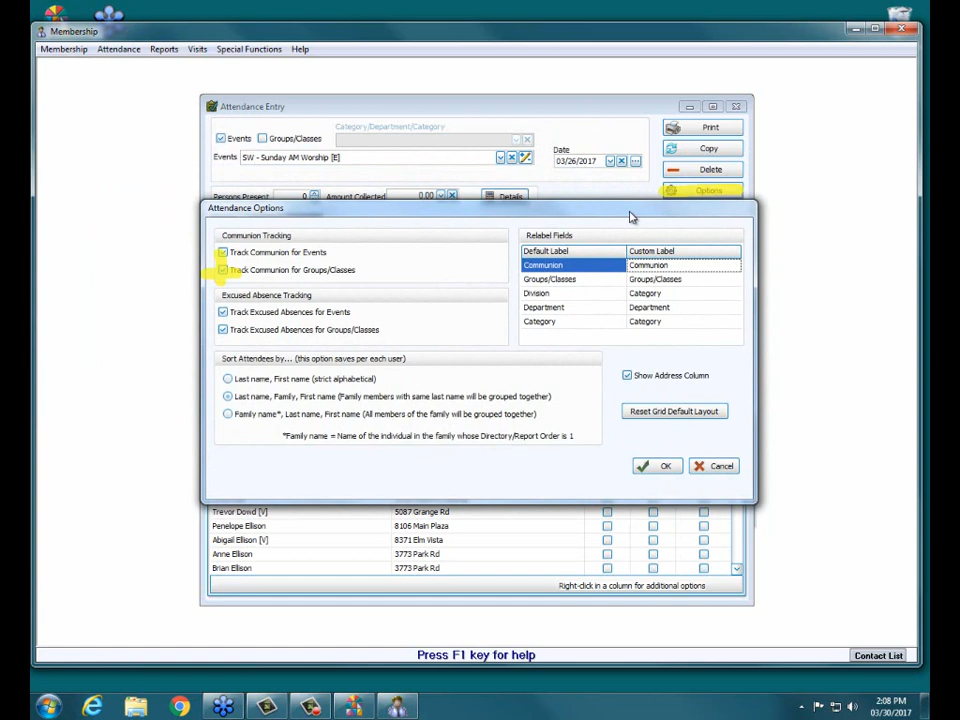 Membership
Membership Attendance Reports Visits Special Functions Help
Attendance Entry
Category/Department/Category
Events Groups/Classes
Events SW - Sunday AM Worship [E]
Date
03/26/2017
Print
Copy
Delete
Options
Persons Present 0 Amount Collected 0.00 Details
Attendance Options
Communion Tracking
Track Communion for Events
Track Communion for Groups/Classes
Excused Absence Tracking
Track Excused Absences for Events
Track Excused Absences for Groups/Classes
Relabel Fields
Default Label Custom Label
Communion Communion
Groups/Classes Groups/Classes
Division Category
Department Department
Category Category
Sort Attendees by... (this option saves per each user)
Last name, First name (strict alphabetical)
Last name, Family, First name (Family members with same last name will be grouped together)
Family name*, Last name, First name (All members of the family will be grouped together)
*Family name = Name of the individual in the family whose Directory/Report Order is 1
Show Address Column
Reset Grid Default Layout
OK Cancel
Trevor Dowd [V] 5087 Grange Rd
Penelope Ellison 8106 Main Plaza
Abigail Ellison [V] 8371 Elm Vista
Anne Ellison 3773 Park Rd
Brian Ellison 3773 Park Rd
Right-click in a column for additional options
Press F1 key for help
Contact List
2:08 PM
03/30/2017